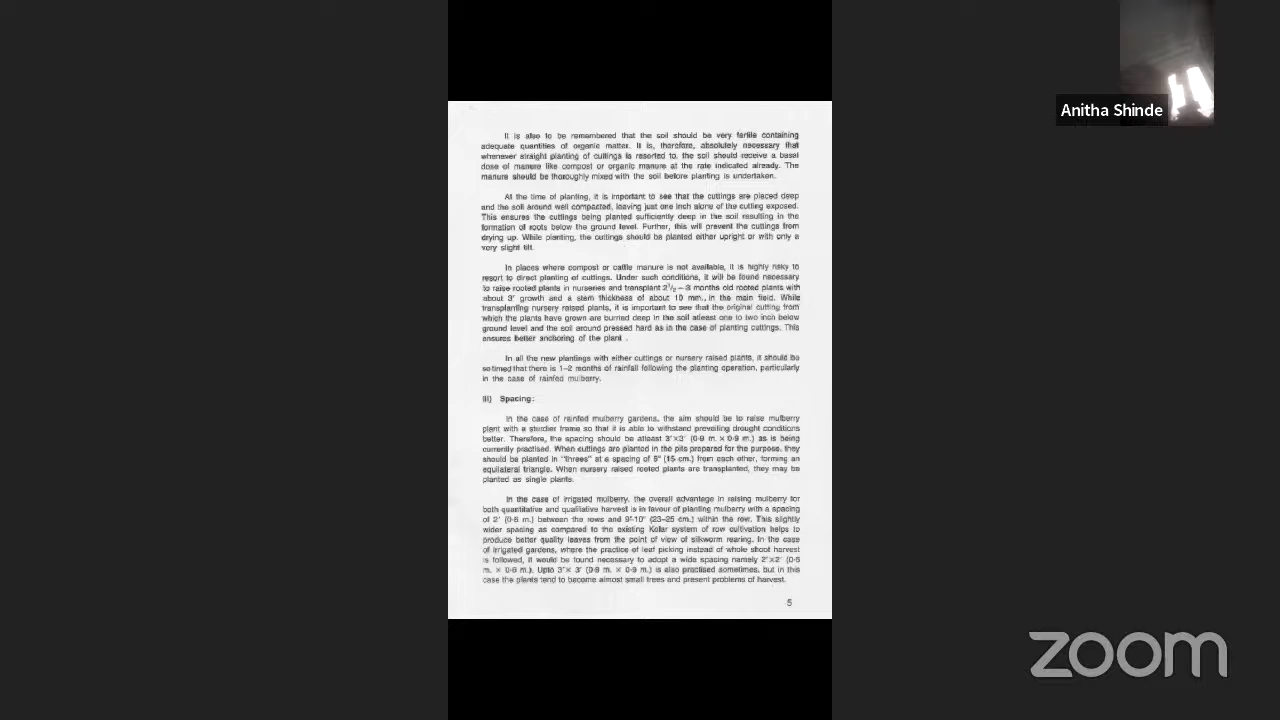 Anitha Shinde
It is also to be remembered that the soil should be very fertile containing
adequate quantities of organic matter. It is, therefore, absolutely necessary that
whenever straight planting of cuttings is resorted to, the soil should receive a basal
dose of manure like compost or organic manure at the rate indicated already. The
manure should be thoroughly mixed with the soil before planting is undertaken.
At the time of planting, it is important to see that the cuttings are placed deep
and the soil around well compacted, leaving just one inch alone of the cutting exposed.
This ensures the cuttings being planted sufficiently deep in the soil resulting in the
formation of roots below the ground level. Further, this will prevent the cuttings from
drying up. While planting, the cuttings should be planted either upright or with only a
very slight tilt.
In places where compost or cattle manure is not available, it is highly risky to
resort to direct planting of cuttings. Under such conditions, it will be found necessary
to raise rooted plants in nurseries and transplant 2½–3 months old rooted plants with
about 3' growth and a stem thickness of about 10 mm., in the main field. While
transplanting nursery raised plants, it is important to see that the original cutting from
which the plants have grown are burried deep in the soil atleast one to two inch below
ground level and the soil around pressed hard as in the case of planting cuttings. This
ensures better anchoring of the plant .
In all the new plantings with either cuttings or nursery raised plants, it should be
so timed that there is 1–2 months of rainfall following the planting operation, particularly
in the case of rainfed mulberry.
iii) Spacing:
In the case of rainfed mulberry gardens, the aim should be to raise mulberry
plant with a sturdier frame so that it is able to withstand prevailing drought conditions
better. Therefore, the spacing should be atleast 3'×3' (0·9 m. × 0·9 m.) as is being
currently practised. When cuttings are planted in the pits prepared for the purpose, they
should be planted in "threes" at a spacing of 6" (15 cm.) from each other, forming an
equilateral triangle. When nursery raised rooted plants are transplanted, they may be
planted as single plants.
In the case of irrigated mulberry, the overall advantage in raising mulberry for
both quantitative and qualitative harvest is in favour of planting mulberry with a spacing
of 2' (0·6 m.) between the rows and 9"-10" (23–25 cm.) within the row. This slightly
wider spacing as compared to the existing Kolar system of row cultivation helps to
produce better quality leaves from the point of view of silkworm rearing. In the case
of irrigated gardens, where the practice of leaf picking instead of whole shoot harvest
is followed, it would be found necessary to adopt a wide spacing namely 2'×2' (0·6
m. × 0·6 m.). Upto 3'× 3' (0·9 m. × 0·9 m.) is also practised sometimes, but in this
case the plants tend to become almost small trees and present problems of harvest.
5
zoom